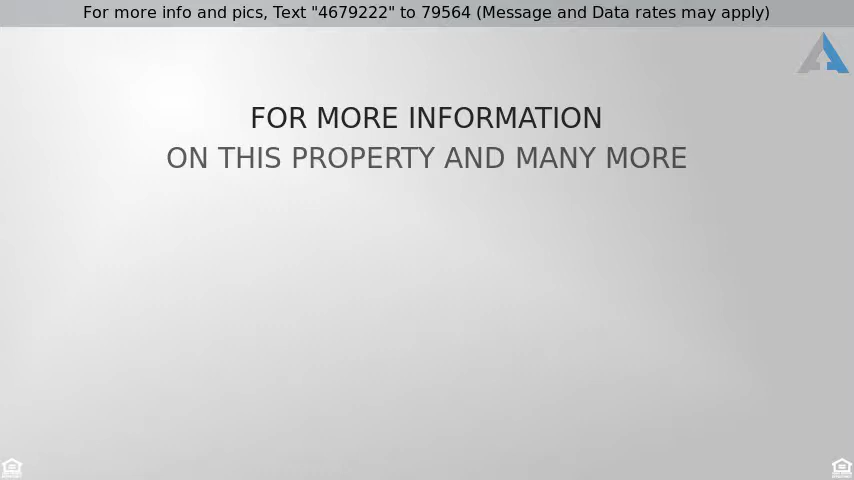 For more info and pics, Text "4679222" to 79564 (Message and Data rates may apply)
FOR MORE INFORMATION
ON THIS PROPERTY AND MANY MORE